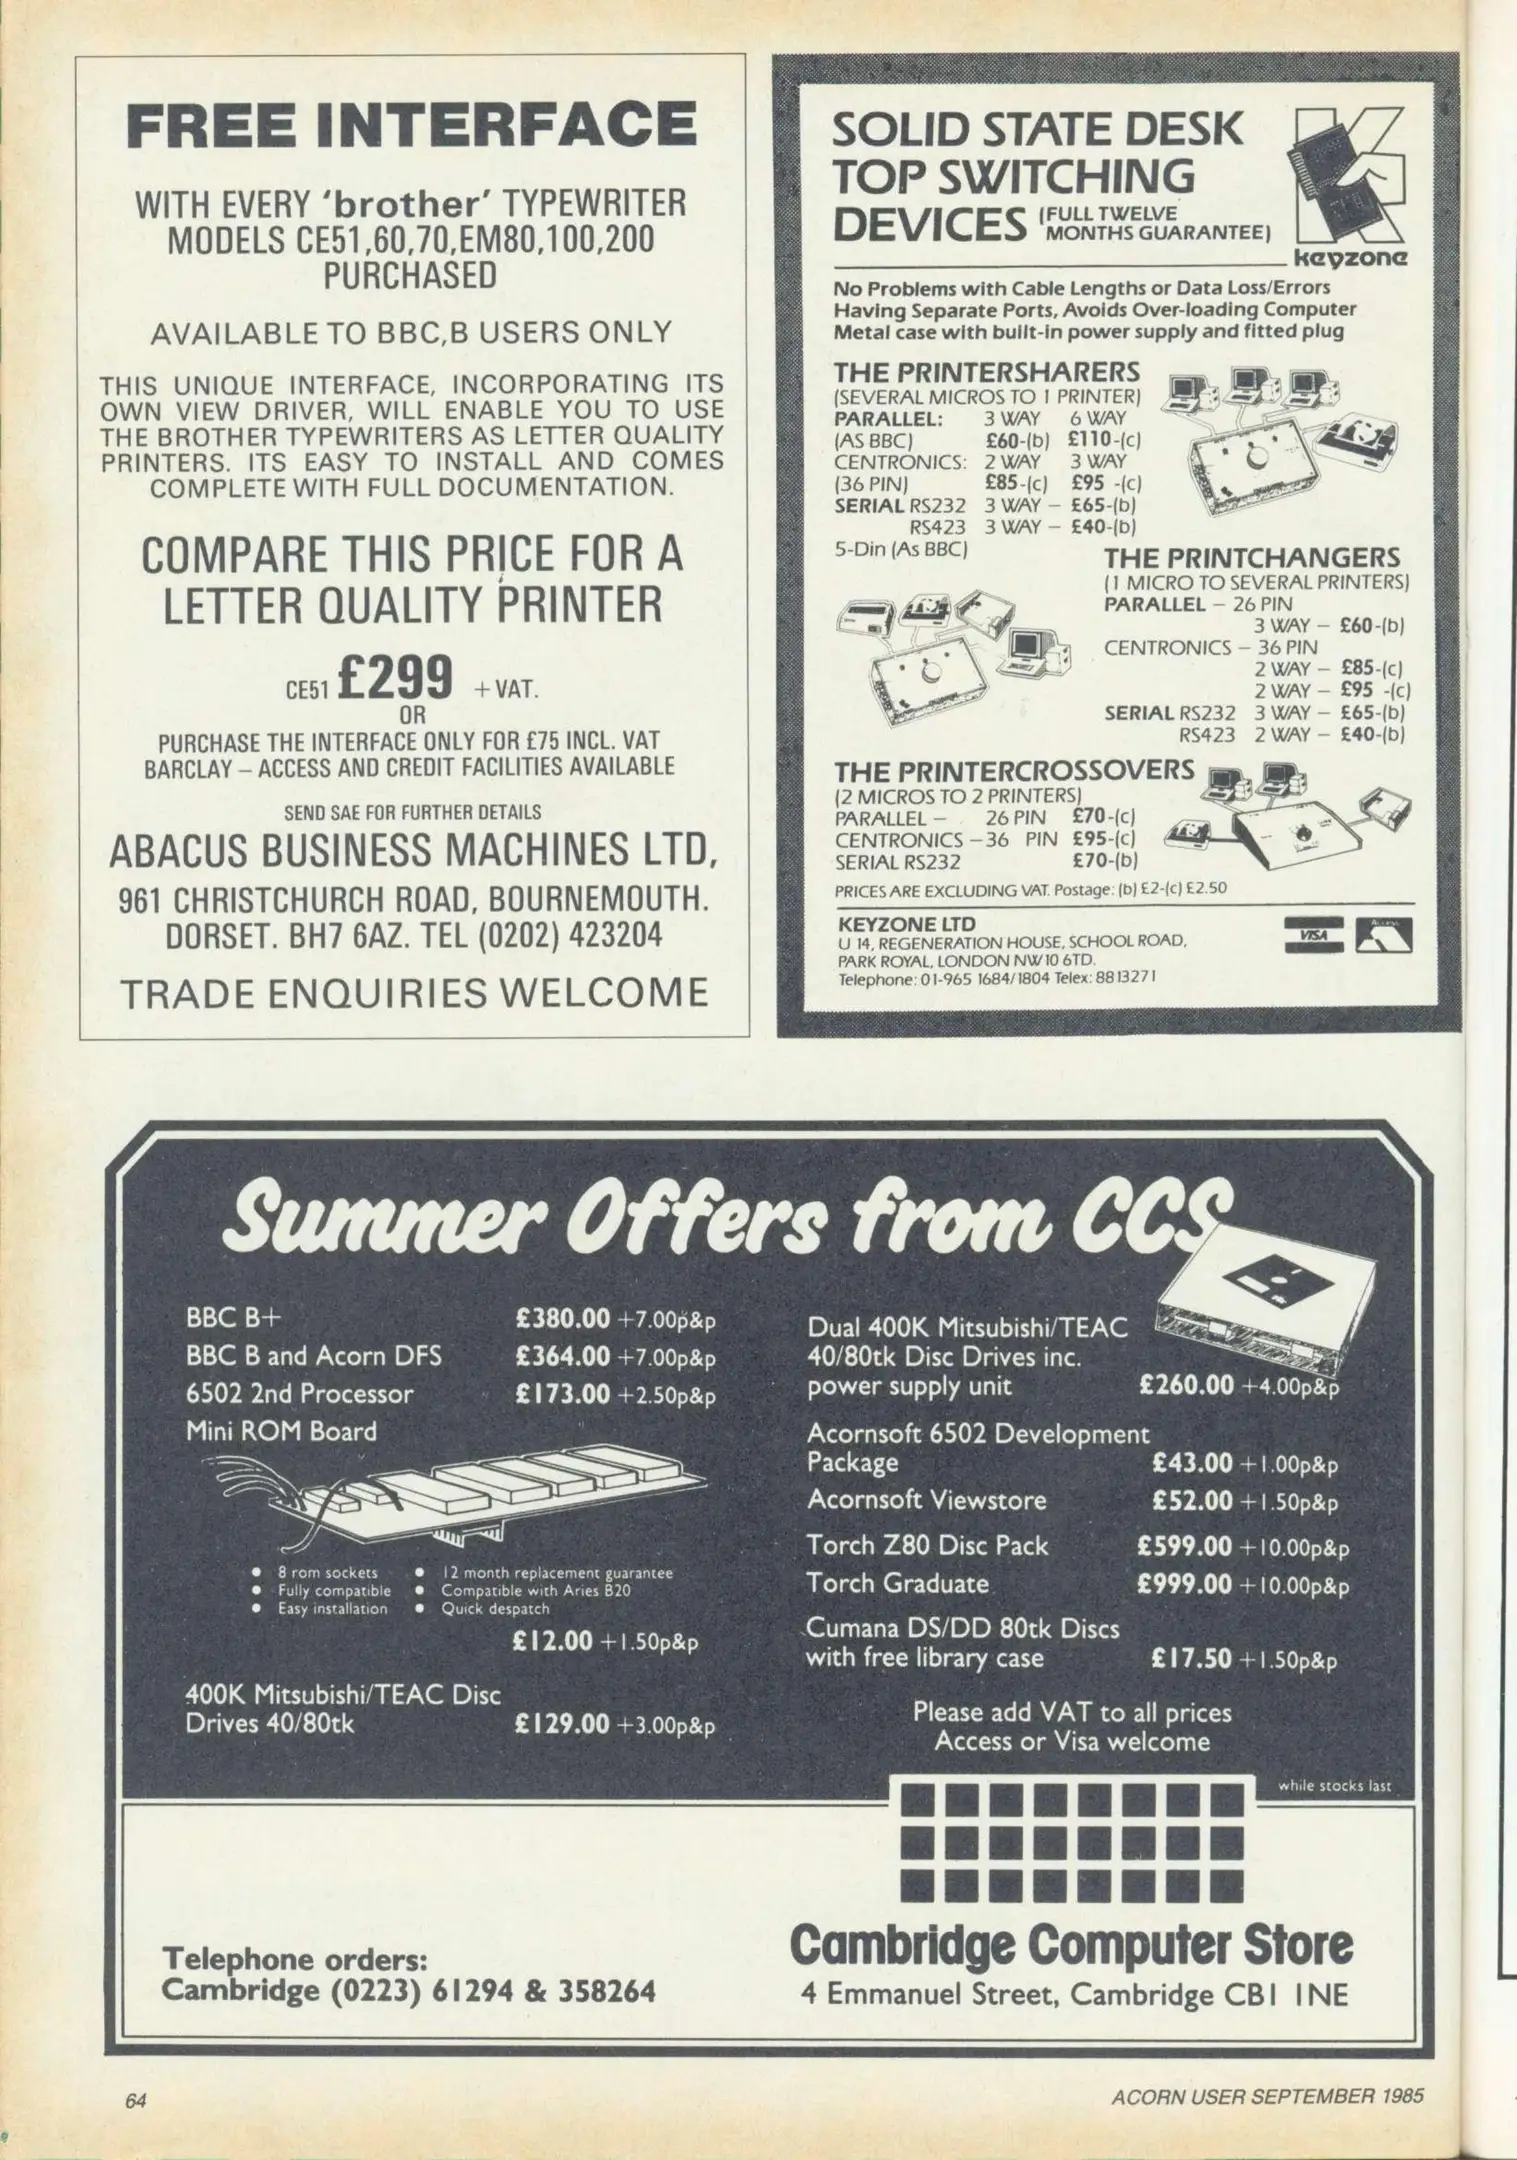 FREE INTERFACE
WITH EVERY 'brother' TYPEWRITER
MODELS CE51,60,70,EM80,100,200
PURCHASED
AVAILABLE TO BBC,B USERS ONLY
THIS UNIQUE INTERFACE, INCORPORATING ITS
OWN VIEW DRIVER, WILL ENABLE YOU TO USE
THE BROTHER TYPEWRITERS AS LETTER QUALITY
PRINTERS. ITS EASY TO INSTALL AND COMES
COMPLETE WITH FULL DOCUMENTATION.
COMPARE THIS PRICE FOR A
LETTER QUALITY PRINTER
CE51 £299 + VAT.
OR
PURCHASE THE INTERFACE ONLY FOR £75 INCL. VAT
BARCLAY – ACCESS AND CREDIT FACILITIES AVAILABLE
SEND SAE FOR FURTHER DETAILS
ABACUS BUSINESS MACHINES LTD,
961 CHRISTCHURCH ROAD, BOURNEMOUTH.
DORSET. BH7 6AZ. TEL (0202) 423204
TRADE ENQUIRIES WELCOME
SOLID STATE DESK
TOP SWITCHING
DEVICES (FULL TWELVE
MONTHS GUARANTEE)
keyzone
No Problems with Cable Lengths or Data Loss/Errors
Having Separate Ports, Avoids Over-loading Computer
Metal case with built-in power supply and fitted plug
THE PRINTERSHARERS
(SEVERAL MICROS TO 1 PRINTER)
PARALLEL: 3 WAY 6 WAY
(AS BBC) £60-(b) £110-(c)
CENTRONICS: 2 WAY 3 WAY
(36 PIN) £85-(c) £95 -(c)
SERIAL RS232 3 WAY – £65-(b)
RS423 3 WAY – £40-(b)
5-Din (As BBC)
THE PRINTCHANGERS
(1 MICRO TO SEVERAL PRINTERS)
PARALLEL – 26 PIN
3 WAY – £60-(b)
CENTRONICS – 36 PIN
2 WAY – £85-(c)
2 WAY – £95 -(c)
SERIAL RS232 3 WAY – £65-(b)
RS423 2 WAY – £40-(b)
THE PRINTERCROSSOVERS
(2 MICROS TO 2 PRINTERS)
PARALLEL – 26 PIN £70-(c)
CENTRONICS – 36 PIN £95-(c)
SERIAL RS232 £70-(b)
PRICES ARE EXCLUDING VAT. Postage: (b) £2-(c) £2.50
KEYZONE LTD
U 14, REGENERATION HOUSE, SCHOOL ROAD,
PARK ROYAL, LONDON NW10 6TD.
Telephone: 01-965 1684/1804 Telex: 8813271
VISA
Access
Summer Offers from CCS
BBC B+ £380.00 +7.00p&p
BBC B and Acorn DFS £364.00 +7.00p&p
6502 2nd Processor £173.00 +2.50p&p
Mini ROM Board
• 8 rom sockets
• Fully compatible
• Easy installation
• 12 month replacement guarantee
• Compatible with Aries B20
• Quick despatch
£12.00 +1.50p&p
400K Mitsubishi/TEAC Disc
Drives 40/80tk £129.00 +3.00p&p
Dual 400K Mitsubishi/TEAC
40/80tk Disc Drives inc.
power supply unit £260.00 +4.00p&p
Acornsoft 6502 Development
Package £43.00 +1.00p&p
Acornsoft Viewstore £52.00 +1.50p&p
Torch Z80 Disc Pack £599.00 +10.00p&p
Torch Graduate £999.00 +10.00p&p
Cumana DS/DD 80tk Discs
with free library case £17.50 +1.50p&p
Please add VAT to all prices
Access or Visa welcome
while stocks last
Telephone orders:
Cambridge (0223) 61294 & 358264
Cambridge Computer Store
4 Emmanuel Street, Cambridge CB1 1NE
64
ACORN USER SEPTEMBER 1985